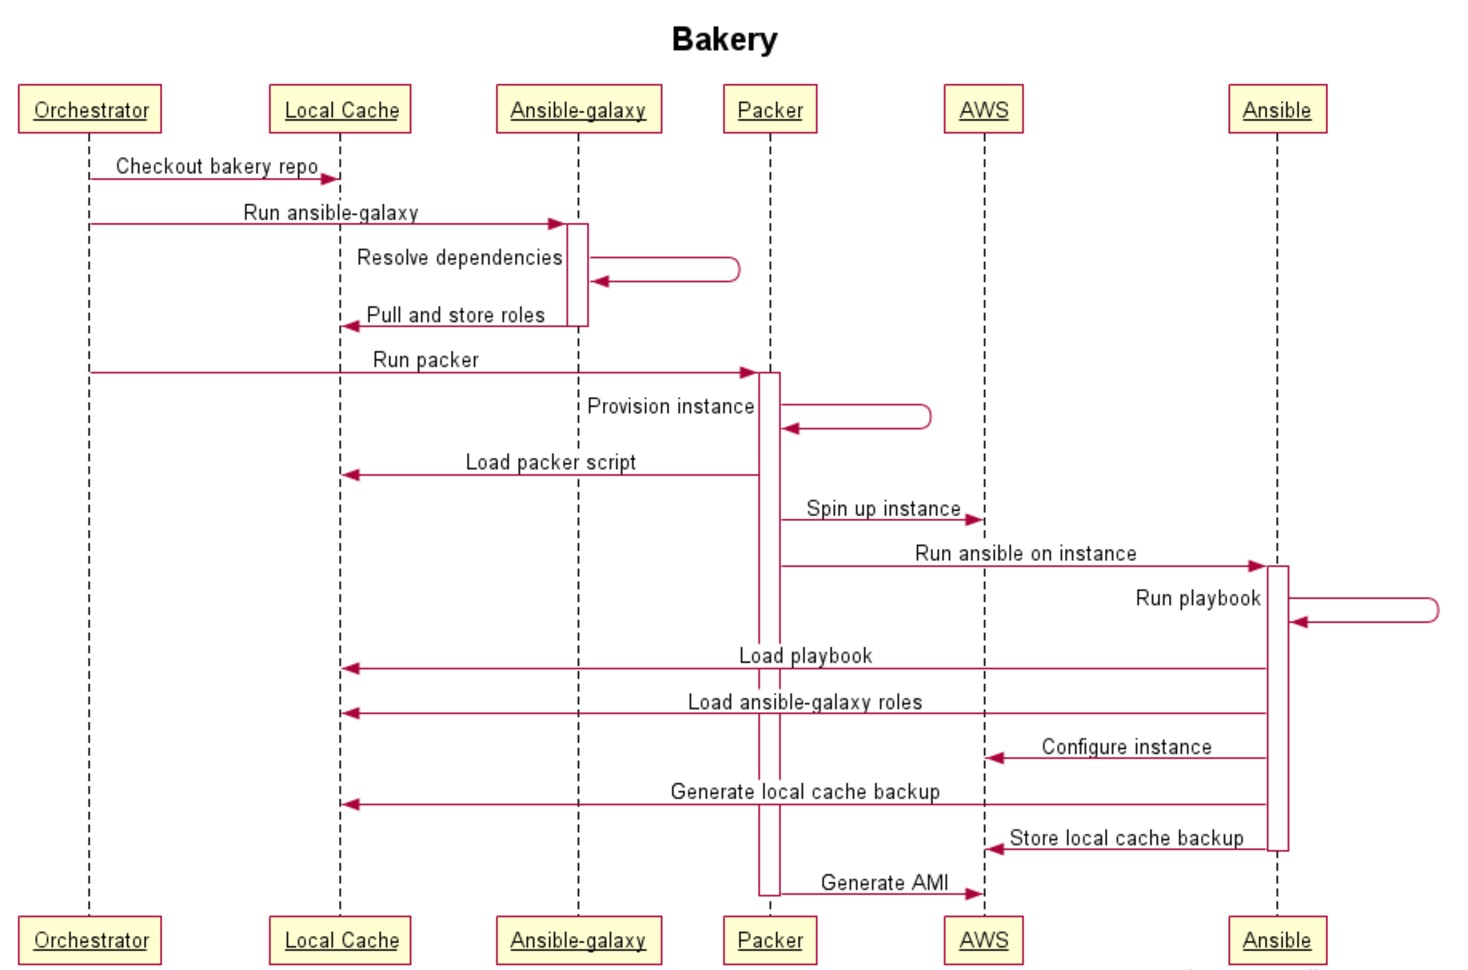 Bakery
Orchestrator
Local Cache
Ansible-galaxy
Packer
AWS
Ansible
Checkout bakery repo
Run ansible-galaxy
Resolve dependencies
Pull and store roles
Run packer
Provision instance
Load packer script
Spin up instance
Run ansible on instance
Run playbook
Load playbook
Load ansible-galaxy roles
Configure instance
Generate local cache backup
Store local cache backup
Generate AMI
Orchestrator
Local Cache
Ansible-galaxy
Packer
AWS
Ansible